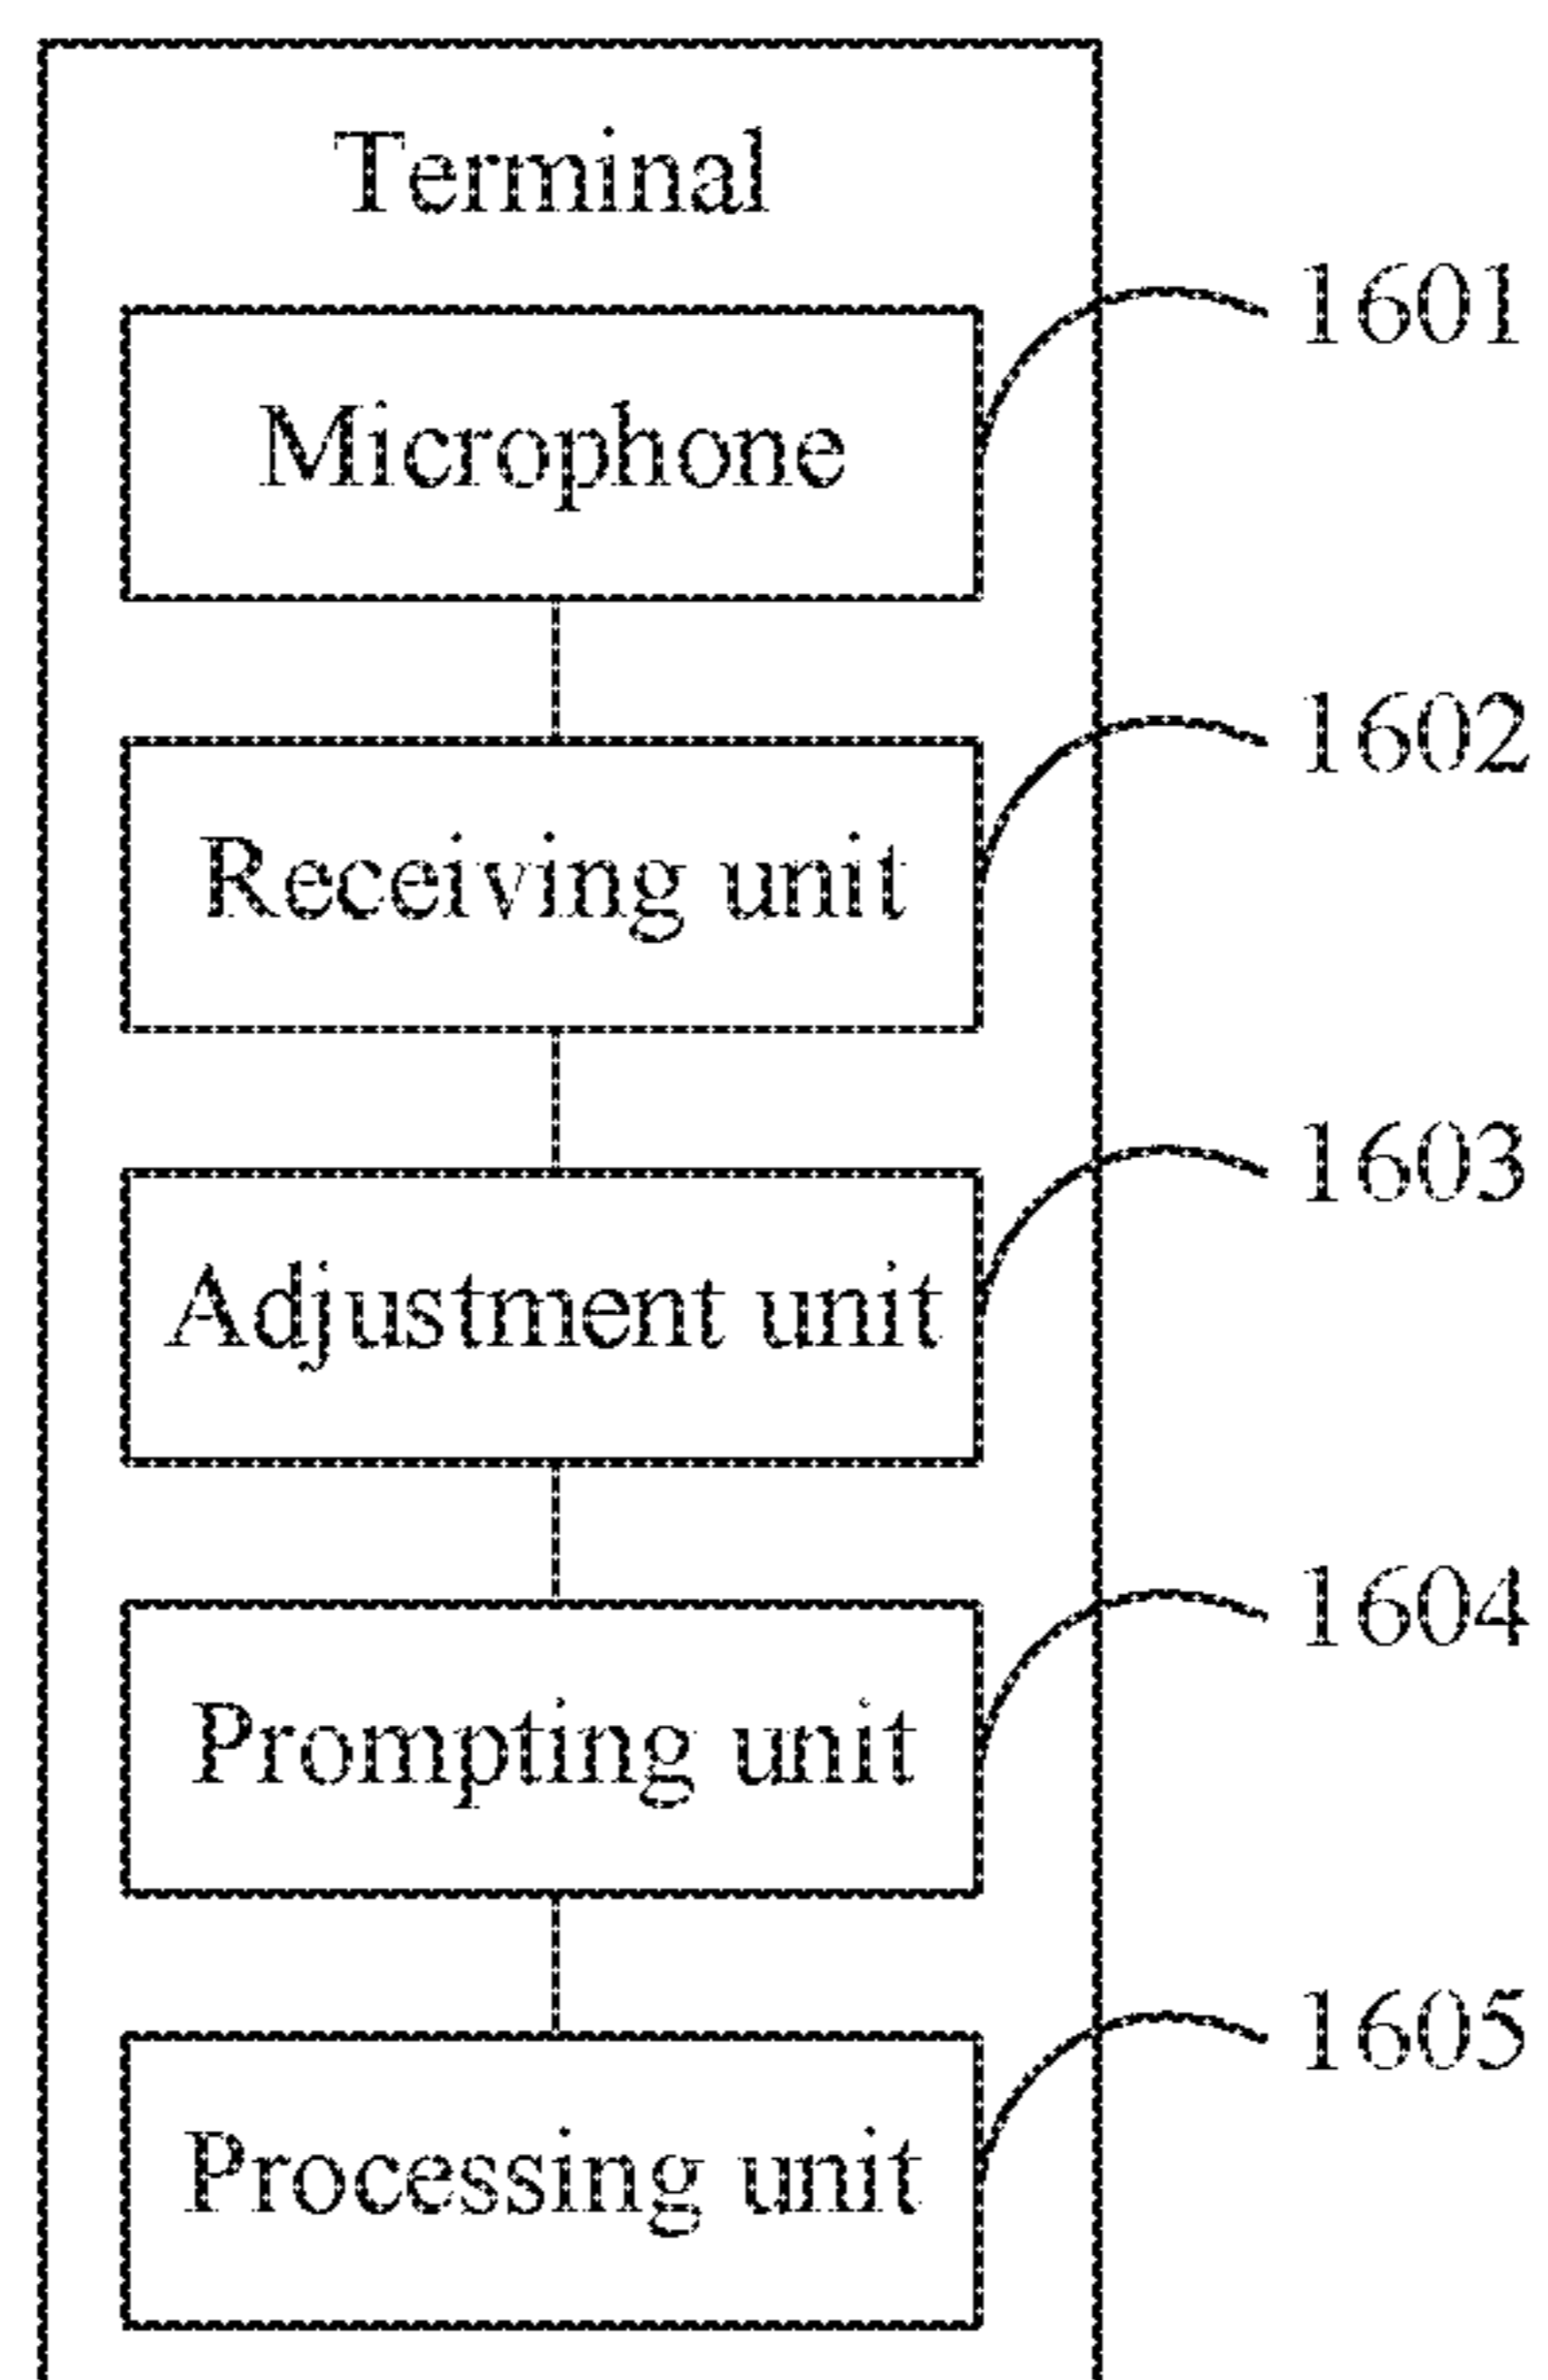 Terminal
1601
Microphone
1602
Receiving unit
1603
Adjustment unit
1604
Prompting unit
1605
Processing unit